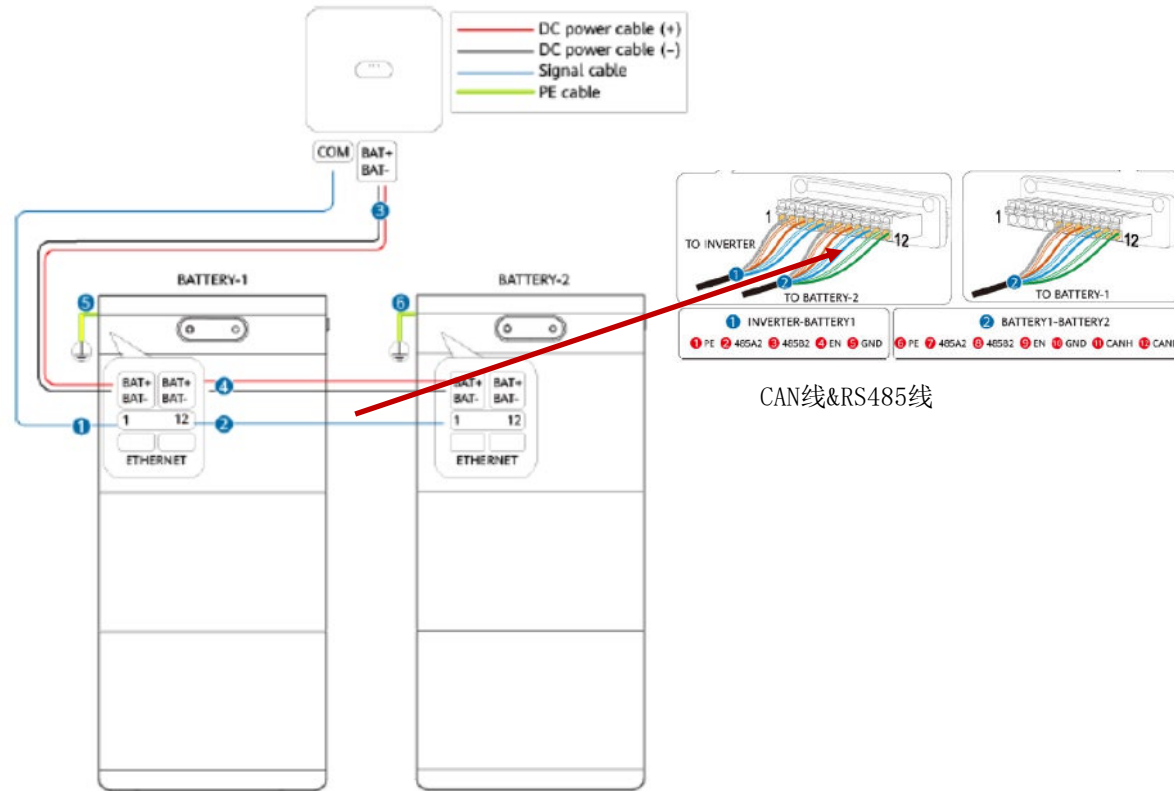 DC power cable (+)
DC power cable (-)
Signal cable
PE cable
COM
BAT+
BAT-
3
BATTERY-1
BATTERY-2
5
6
BAT+ BAT+
BAT- BAT-
1 12
ETHERNET
4
1
2
BAT+ BAT+
BAT- BAT-
1 12
ETHERNET
1
12
TO INVERTER
1
2
TO BATTERY-2
1
12
2
TO BATTERY-1
1 INVERTER-BATTERY1
1 PE 2 485A2 3 485B2 4 EN 5 GND
2 BATTERY1-BATTERY2
6 PE 7 485A2 8 485B2 9 EN 10 GND 11 CANH 12
CAN线&RS485线